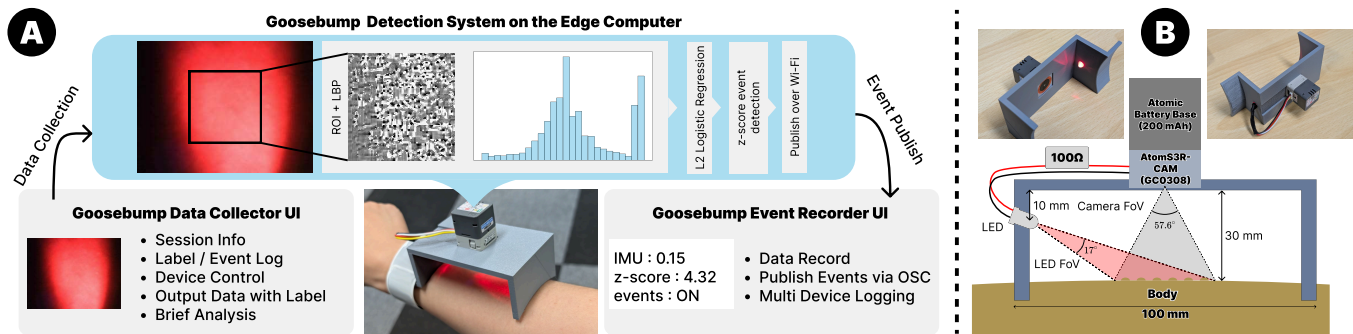 A
Goosebump Detection System on the Edge Computer
Data Collection
ROI + LBP
L2 Logistic Regression
z-score event
detection
Publish over Wi-Fi
Event Publish
Goosebump Data Collector UI
• Session Info
• Label / Event Log
• Device Control
• Output Data with Label
• Brief Analysis
Goosebump Event Recorder UI
IMU : 0.15
z-score : 4.32
events : ON
• Data Record
• Publish Events via OSC
• Multi Device Logging
B
Atomic
Battery Base
(200 mAh)
100Ω
AtomS3R-
CAM
(GC0308)
10 mm
Camera FoV
LED
57.6°
30 mm
17°
LED FoV
Body
100 mm